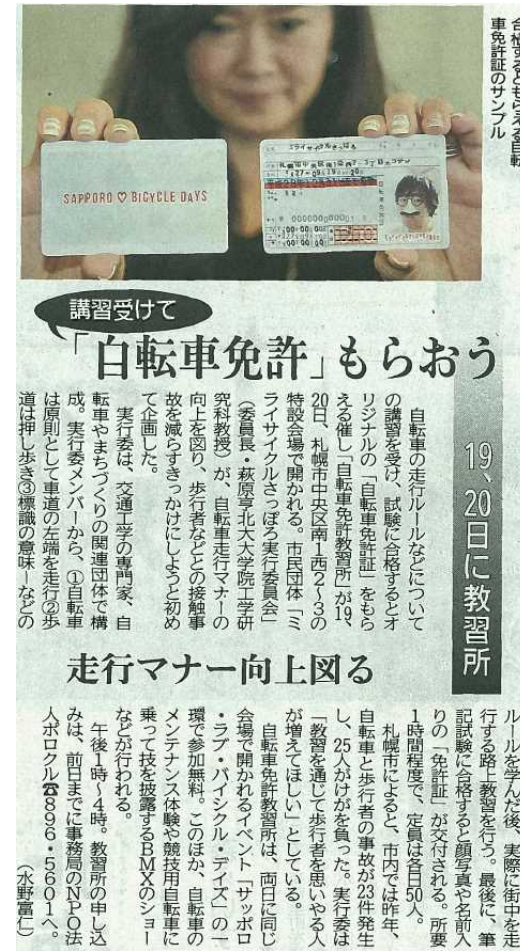 合格するともらえる自転
車免許証のサンプル
SAPPORO ♡ BICYCLE DAYS
講習受けて
「自転車免許」もらおう
19、20日に教習所
走行マナー向上図る
自転車の走行ルールなどについて
の講習を受け、試験に合格するとオ
リジナルの「自転車免許証」をもら
える催し「自転車免許教習所」が19、
20日、札幌市中央区南1西2〜3の
特設会場で開かれる。市民団体「ミ
ライサイクルさっぽろ実行委員会」
(委員長・萩原亨北大大学院工学研
究科教授)が、自転車走行マナーの
向上を図り、歩行者などとの接触事
故を減らすきっかけにしようと初め
て企画した。
実行委は、交通工学の専門家、自
転車やまちづくりの関連団体で構
成。実行委メンバーから、①自転車
は原則として車道の左端を走行②歩
道は押し歩き③標識の意味ーなどの
ルールを学んだ後、実際に街中を走
行する路上教習を行う。最後に、筆
記試験に合格すると顔写真や名前入
りの「免許証」が交付される。所要
1時間程度で、定員は各日50人。
札幌市によると、市内では昨年、
自転車と歩行者の事故が23件発生
し、25人がけがを負った。実行委は
「教習を通じて歩行者を思いやる人
が増えてほしい」としている。
自転車免許教習所は、両日に同じ
会場で開かれるイベント「サッポロ
・ラブ・バイシクル・デイズ」の一
環で参加無料。このほか、自転車の
メンテナンス体験や競技用自転車に
乗って技を披露するBMXのショー
などが行われる。
午後1時〜4時。教習所の申し込
みは、前日までに事務局のNPO法
人ポロクル☎896・5601へ。
(水野富仁)